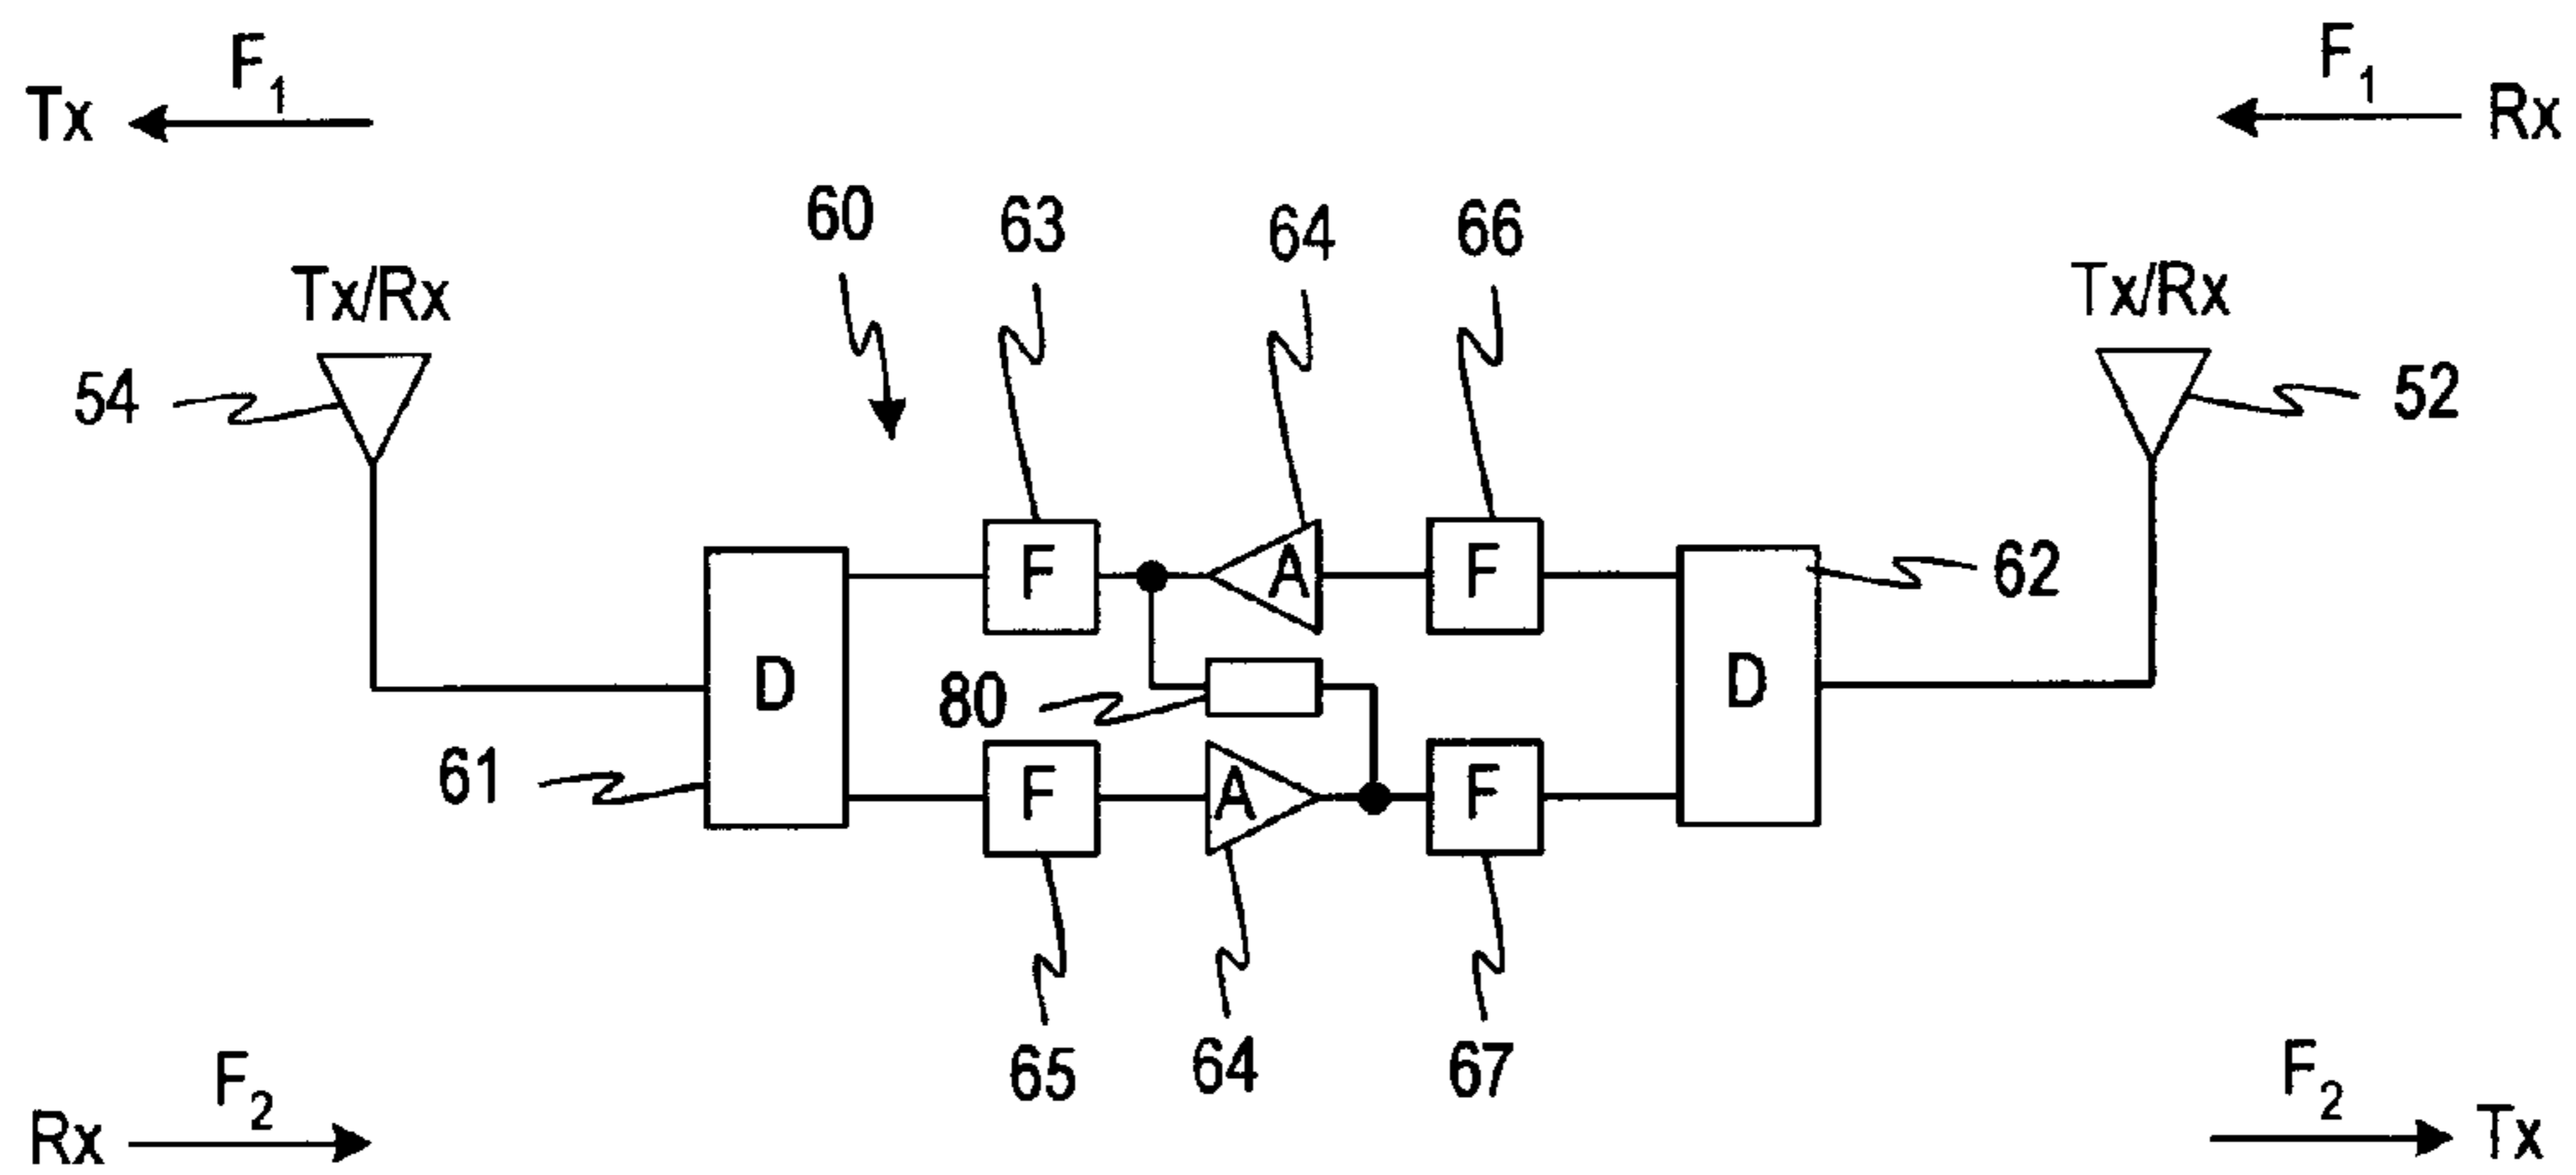 Tx F1
F1 Rx
60 63 64 66
Tx/Rx Tx/Rx
54 52
F A F
62
D D
80
61
F A F
65 64 67
Rx F2
F2 Tx